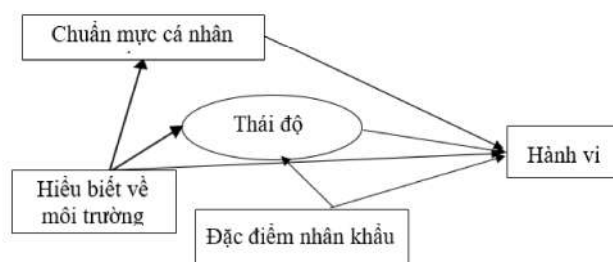 Chuẩn mực cá nhân
Thái độ
Hành vi
Hiểu biết về
môi trường
Đặc điểm nhân khẩu